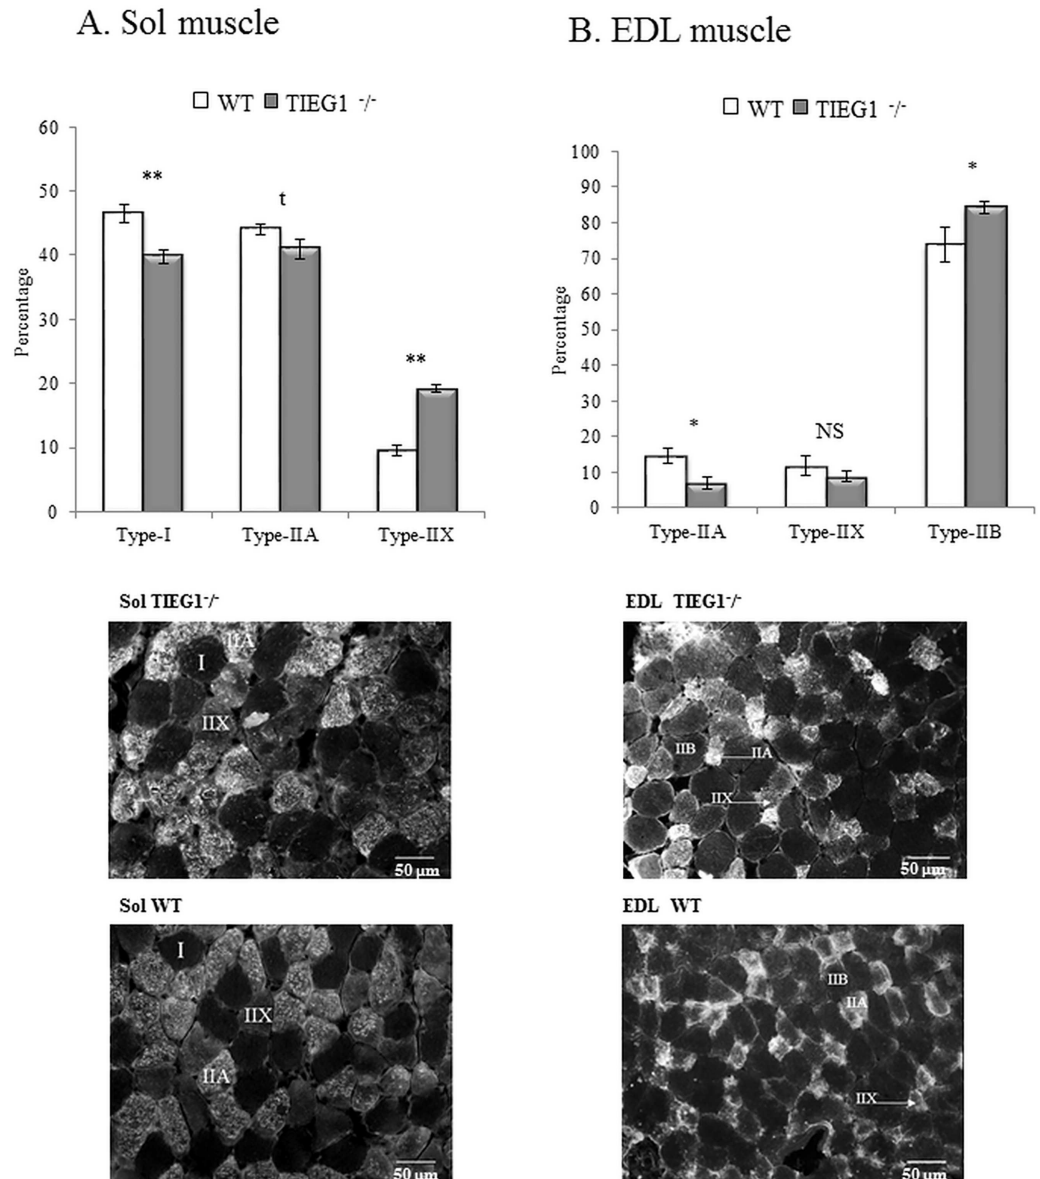 A. Sol muscle
WT TIEG1 -/-
60
50
40
30
20
10
0
Percentage
**
t
**
Type-I Type-IIA Type-IIX
B. EDL muscle
WT TIEG1 -/-
100
90
80
70
60
50
40
30
20
10
0
Percentage
*
NS
*
Type-IIA Type-IIX Type-IIB
Sol TIEG1-/-
IIA
I
IIX
50 µm
EDL TIEG1-/-
IIB IIA
IIX
50 µm
Sol WT
I
IIX
IIA
50 µm
EDL WT
IIB
IIA
IIX
50 µm